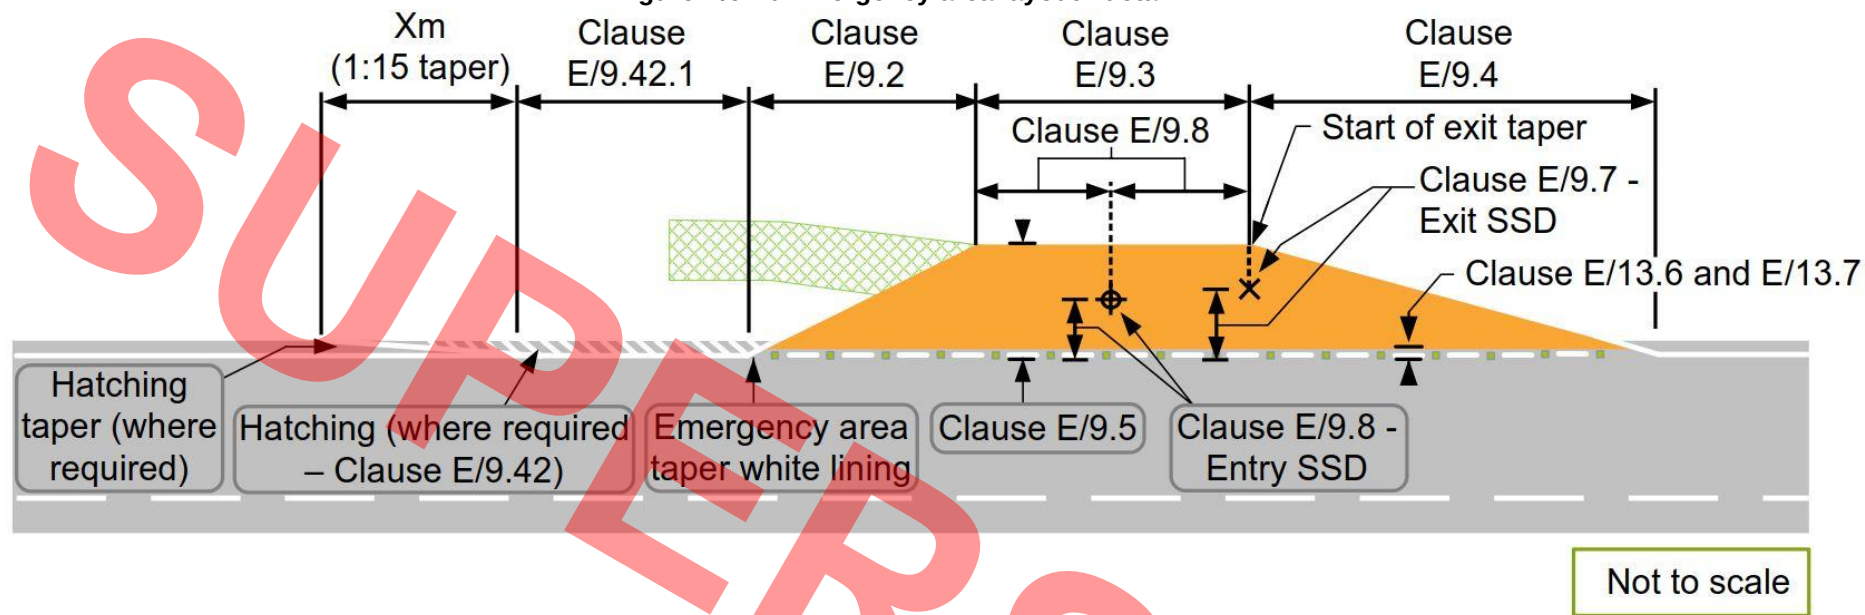 Xm
(1:15 taper)
Clause
E/9.42.1
Clause
E/9.2
Clause
E/9.3
Clause
E/9.4
Clause E/9.8
Start of exit taper
Clause E/9.7 -
Exit SSD
Clause E/13.6 and E/13.7
Hatching
taper (where
required)
Hatching (where required
– Clause E/9.42)
Emergency area
taper white lining
Clause E/9.5
Clause E/9.8 -
Entry SSD
Not to scale
SUPERS